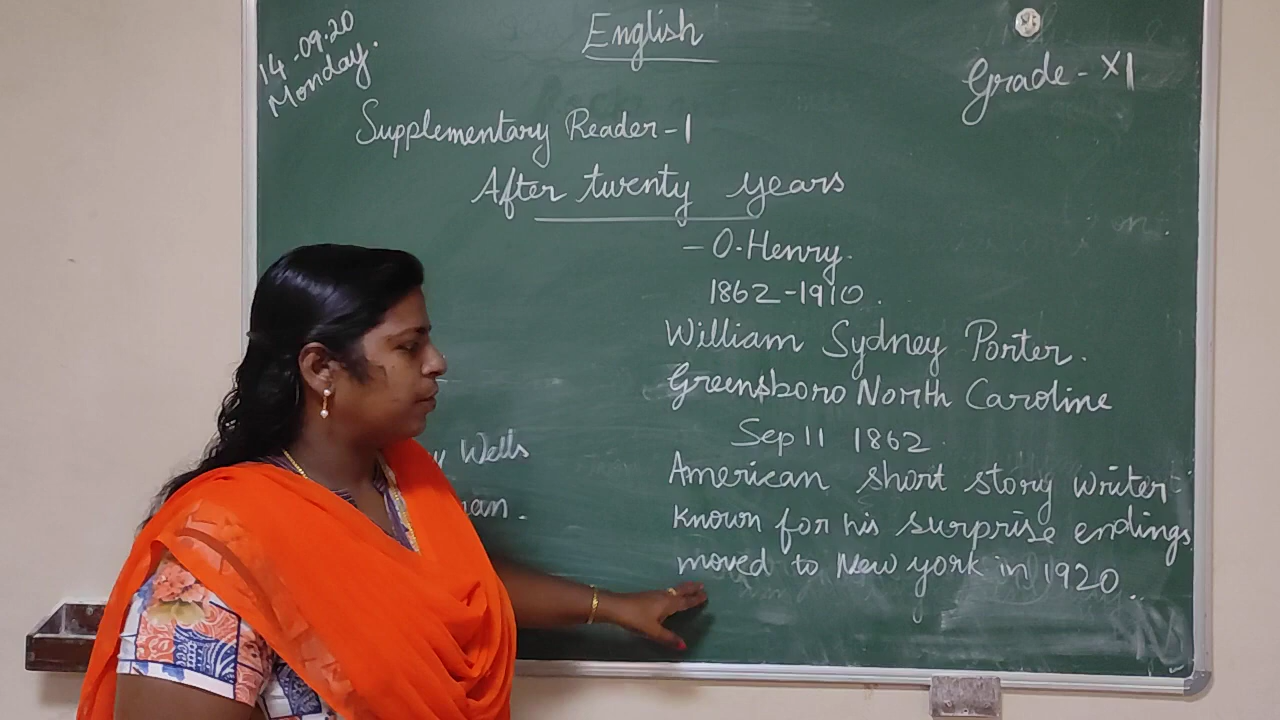 14-09-20
Monday.
English
Grade - XI
Supplementary Reader-1
After twenty years
- O.Henry.
1862-1910.
William Sydney Porter.
Greensboro North Caroline
Sep 11 1862.
American short story writer
known for his surprise endings
moved to New york in 1920..
Wells